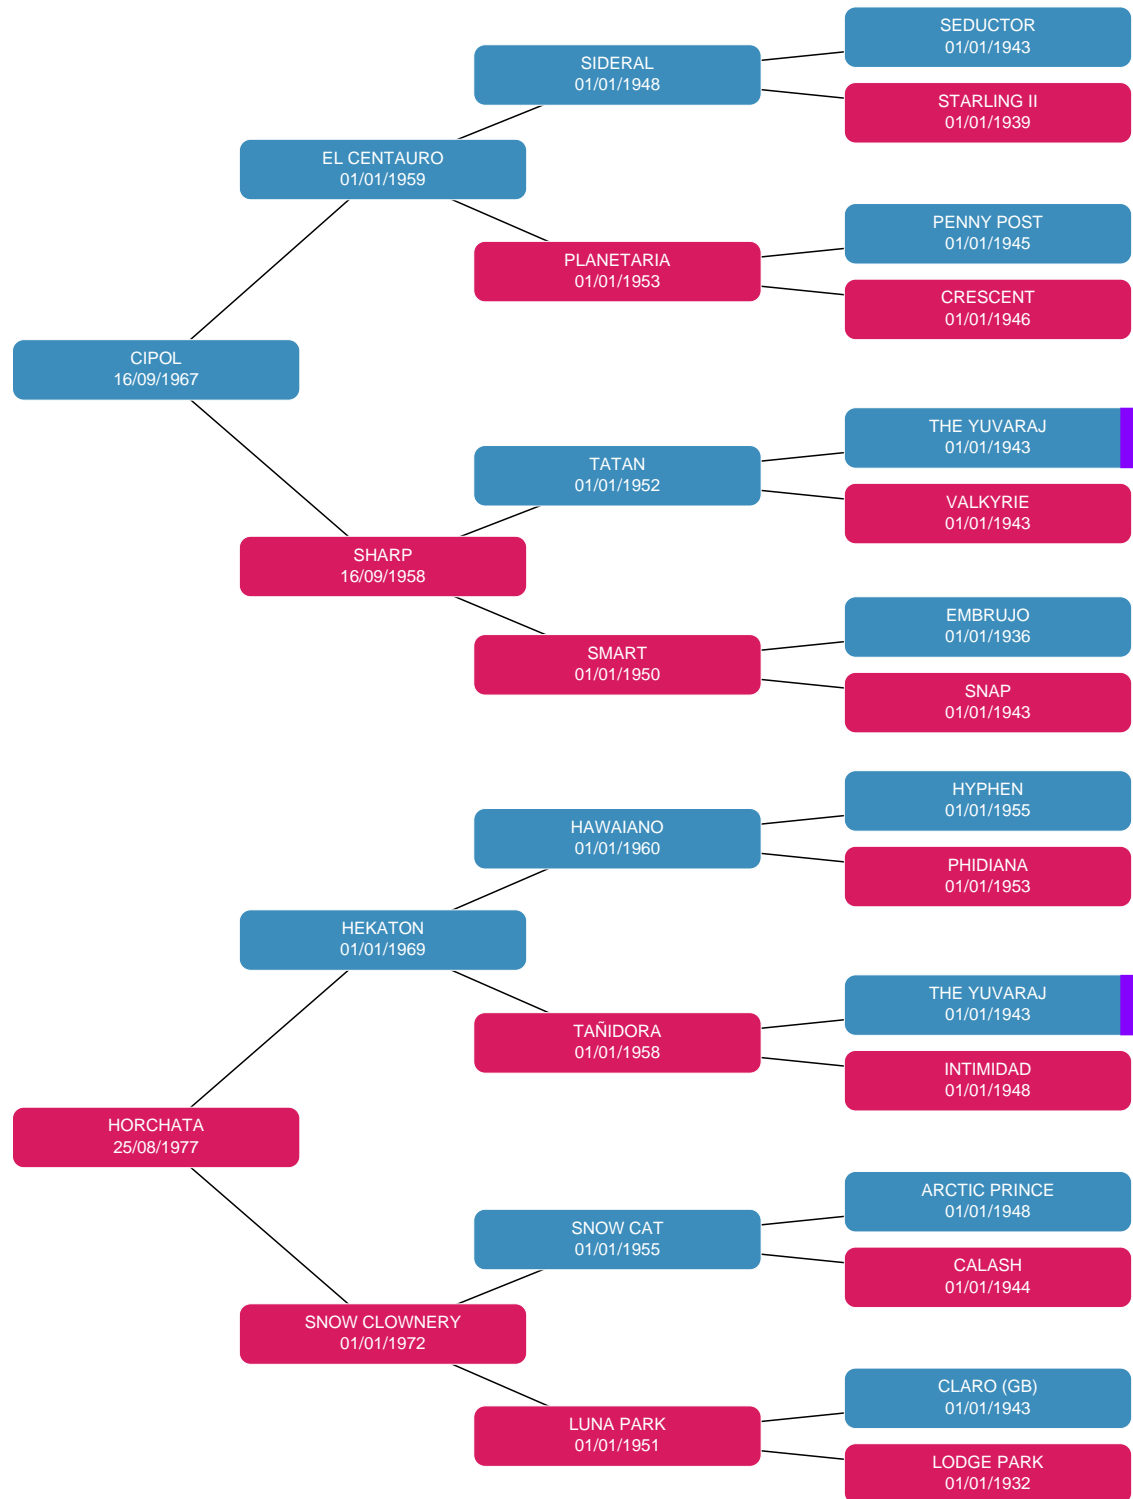 SEDUCTOR
01/01/1943
SIDERAL
01/01/1948
STARLING II
01/01/1939
EL CENTAURO
01/01/1959
PENNY POST
01/01/1945
PLANETARIA
01/01/1953
CRESCENT
01/01/1946
CIPOL
16/09/1967
THE YUVARAJ
01/01/1943
TATAN
01/01/1952
VALKYRIE
01/01/1943
SHARP
16/09/1958
EMBRUJO
01/01/1936
SMART
01/01/1950
SNAP
01/01/1943
HYPHEN
01/01/1955
HAWAIANO
01/01/1960
PHIDIANA
01/01/1953
HEKATON
01/01/1969
THE YUVARAJ
01/01/1943
TAÑIDORA
01/01/1958
INTIMIDAD
01/01/1948
HORCHATA
25/08/1977
ARCTIC PRINCE
01/01/1948
SNOW CAT
01/01/1955
CALASH
01/01/1944
SNOW CLOWNERY
01/01/1972
CLARO (GB)
01/01/1943
LUNA PARK
01/01/1951
LODGE PARK
01/01/1932